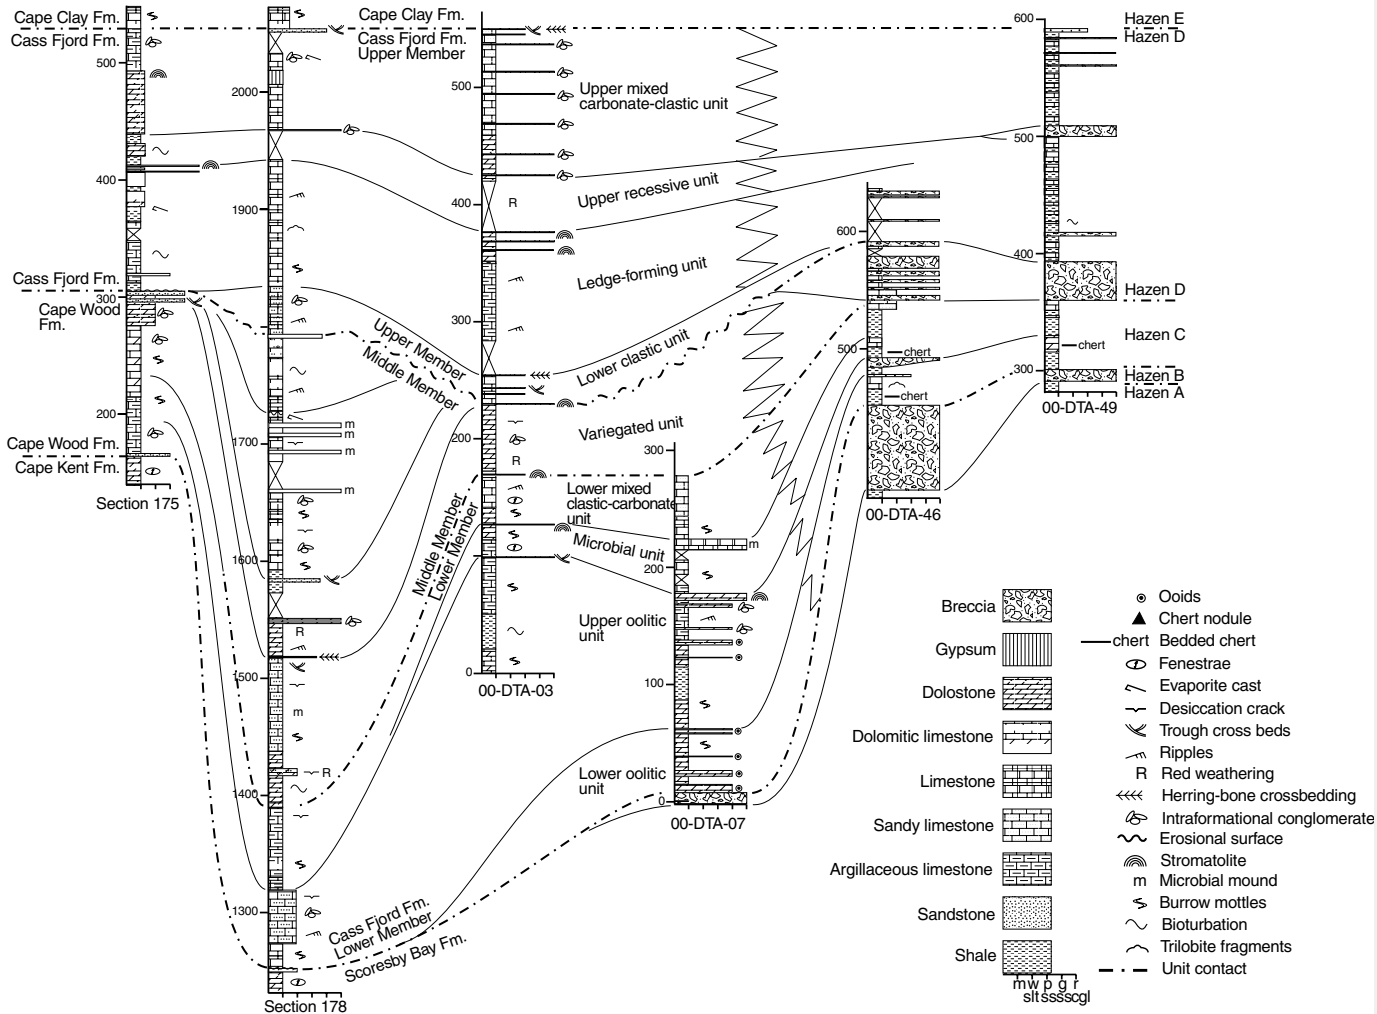 Cape Clay Fm.
Cass Fjord Fm.
500
400
Cass Fjord Fm.
300
Cape Wood
Fm.
200
Cape Wood Fm.
Cape Kent Fm.
Section 175
2000
1900
1700
m
m
m
m
1600
R
1500
m
R
1400
1300
Section 178
Cape Clay Fm.
Cass Fjord Fm.
Upper Member
500
400
R
300
200
R
0
00-DTA-03
Upper Member
Middle Member
Middle Member
Lower Member
Cass Fjord Fm.
Lower Member
Scoresby Bay Fm.
Upper mixed
carbonate-clastic unit
Upper recessive unit
Ledge-forming unit
Lower clastic unit
Variegated unit
Lower mixed
clastic-carbonate
unit
Microbial unit
Upper oolitic
unit
Lower oolitic
unit
300
m
200
100
0
00-DTA-07
600
500
chert
chert
00-DTA-46
600
500
400
300
chert
00-DTA-49
Hazen E
Hazen D
Hazen D
Hazen C
Hazen B
Hazen A
Breccia
Gypsum
Dolostone
Dolomitic limestone
Limestone
Sandy limestone
Argillaceous limestone
Sandstone
Shale
m w p g r
slt ssssscgl
Ooids
Chert nodule
chert Bedded chert
Fenestrae
Evaporite cast
Desiccation crack
Trough cross beds
Ripples
R Red weathering
Herring-bone crossbedding
Intraformational conglomerate
Erosional surface
Stromatolite
m Microbial mound
Burrow mottles
Bioturbation
Trilobite fragments
Unit contact